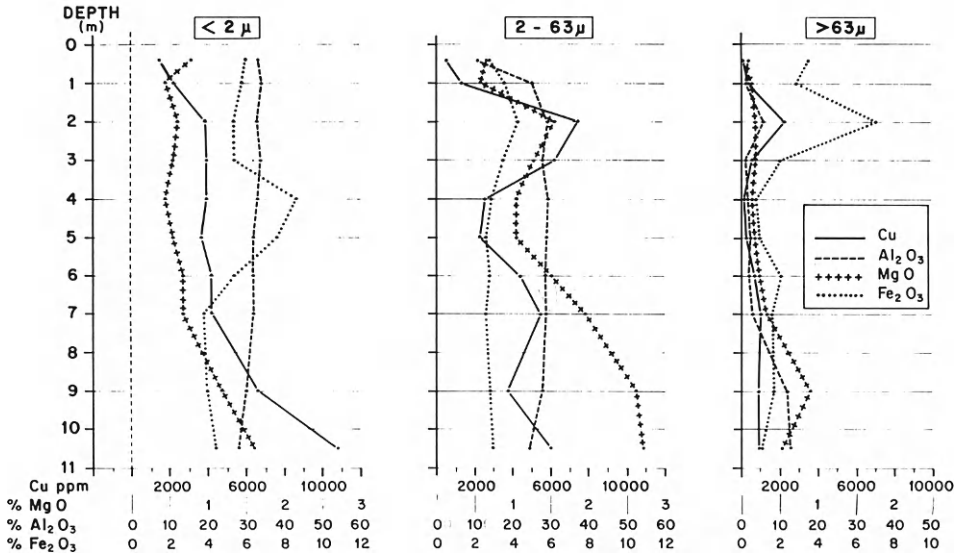 DEPTH
(m)
< 2 μ
2 - 63μ
>63μ
0
1
2
3
4
5
6
7
8
9
10
11
Cu
Al₂O₃
MgO
Fe₂O₃
Cu ppm 2000 6000 10000 2000 6000 10000 0 2000 6000 10000
% MgO 1 2 3 1 2 3 0 1 2
% Al₂O₃ 0 10 20 30 40 50 60 0 10 20 30 40 50 60 0 10 20 30 40 50
% Fe₂O₃ 0 2 4 6 8 10 12 0 2 4 6 8 10 12 0 2 4 6 8 10